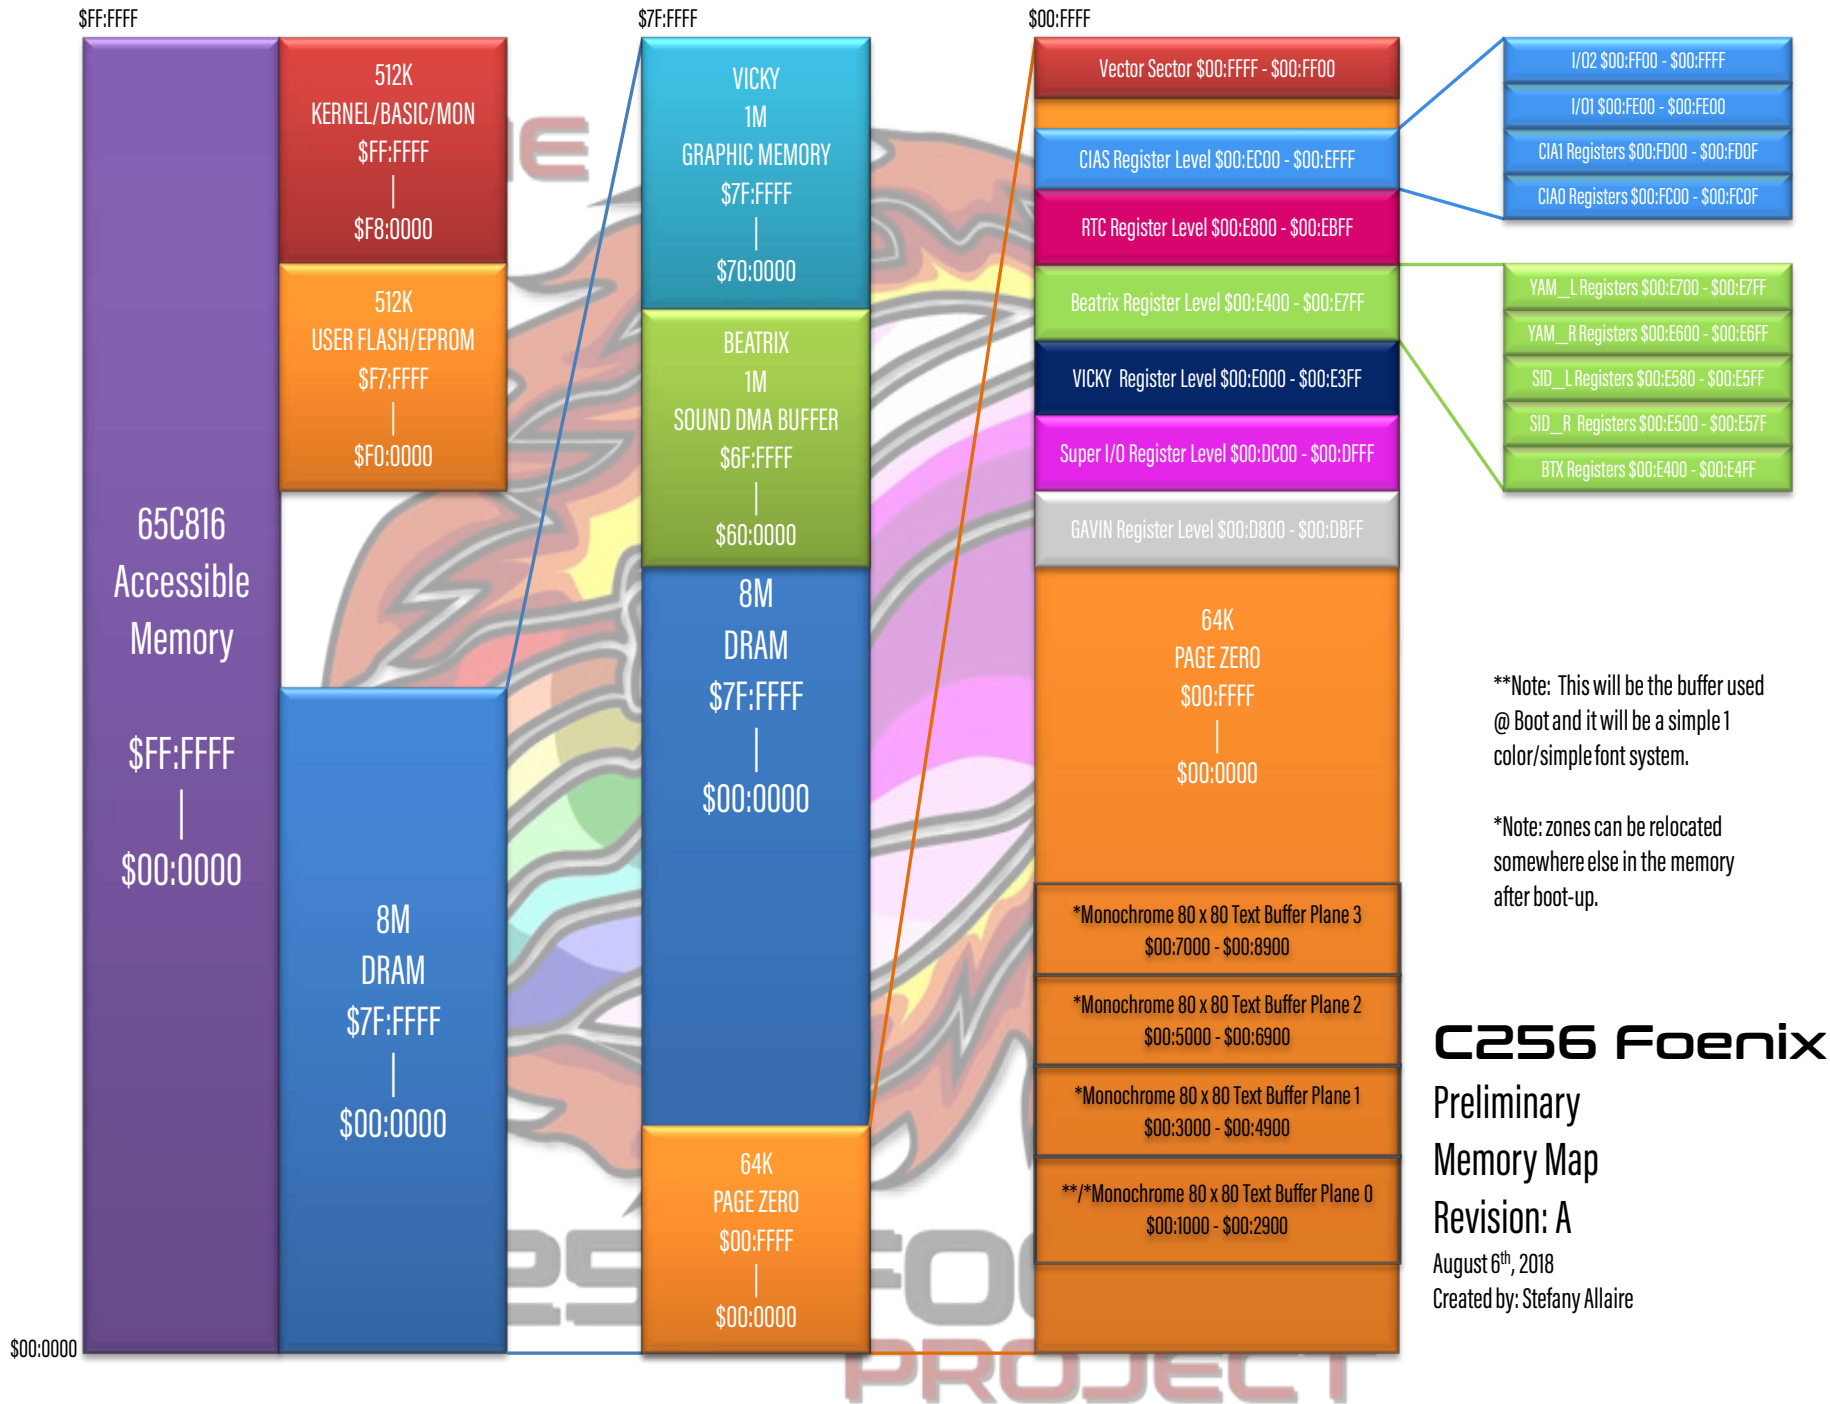 $FF:FFFF
65C816
Accessible
Memory
$FF:FFFF
|
$00:0000
$00:0000
512K
KERNEL/BASIC/MON
$FF:FFFF
|
$F8:0000
512K
USER FLASH/EPROM
$F7:FFFF
|
$F0:0000
8M
DRAM
$7F:FFFF
|
$00:0000
$7F:FFFF
VICKY
1M
GRAPHIC MEMORY
$7F:FFFF
|
$70:0000
BEATRIX
1M
SOUND DMA BUFFER
$6F:FFFF
|
$60:0000
8M
DRAM
$7F:FFFF
|
$00:0000
64K
PAGE ZERO
$00:FFFF
|
$00:0000
$00:FFFF
Vector Sector $00:FFFF - $00:FF00
CIAS Register Level $00:EC00 - $00:EFFF
RTC Register Level $00:E800 - $00:EBFF
Beatrix Register Level $00:E400 - $00:E7FF
VICKY Register Level $00:E000 - $00:E3FF
Super I/O Register Level $00:DC00 - $00:DFFF
GAVIN Register Level $00:D800 - $00:DBFF
64K
PAGE ZERO
$00:FFFF
|
$00:0000
*Monochrome 80 x 80 Text Buffer Plane 3
$00:7000 - $00:8900
*Monochrome 80 x 80 Text Buffer Plane 2
$00:5000 - $00:6900
*Monochrome 80 x 80 Text Buffer Plane 1
$00:3000 - $00:4900
**/*Monochrome 80 x 80 Text Buffer Plane 0
$00:1000 - $00:2900
I/O2 $00:FF00 - $00:FFFF
I/O1 $00:FE00 - $00:FE00
CIA1 Registers $00:FD00 - $00:FD0F
CIA0 Registers $00:FC00 - $00:FC0F
YAM_L Registers $00:E700 - $00:E7FF
YAM_R Registers $00:E600 - $00:E6FF
SID_L Registers $00:E580 - $00:E5FF
SID_R Registers $00:E500 - $00:E57F
BTX Registers $00:E400 - $00:E4FF
**Note: This will be the buffer used
@ Boot and it will be a simple 1
color/simple font system.
*Note: zones can be relocated
somewhere else in the memory
after boot-up.
C256 Foenix
Preliminary
Memory Map
Revision: A
August 6th, 2018
Created by: Stefany Allaire
PROJECT